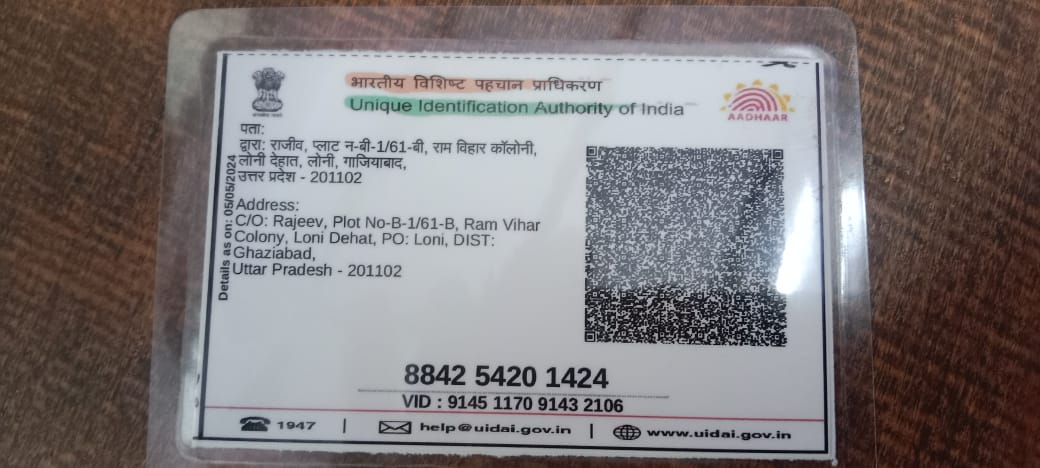 भारतीय विशिष्ट पहचान प्राधिकरण
Unique Identification Authority of India
AADHAAR
पता:
द्वारा: राजीव, प्लाट न-बी-1/61-बी, राम विहार कॉलोनी,
लोनी देहात, लोनी, गाजियाबाद,
उत्तर प्रदेश - 201102
Address:
C/O: Rajeev, Plot No-B-1/61-B, Ram Vihar
Colony, Loni Dehat, PO: Loni, DIST:
Ghaziabad,
Uttar Pradesh - 201102
Details as on: 05/05/2024
8842 5420 1424
VID : 9145 1170 9143 2106
1947 | help@uidai.gov.in | www.uidai.gov.in